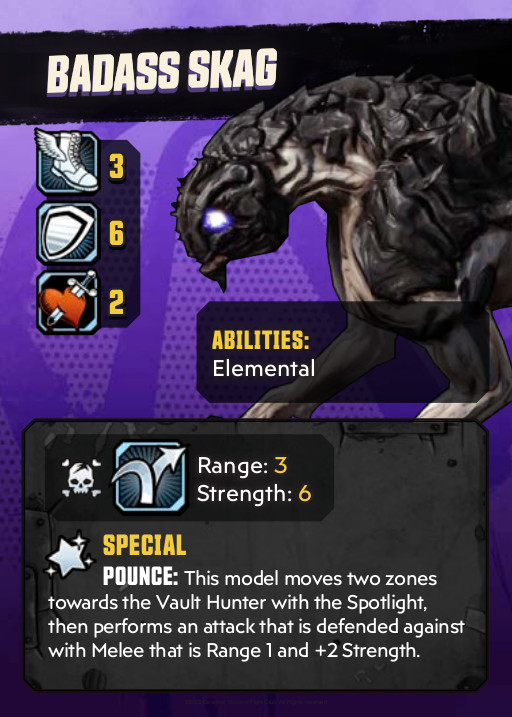 BADASS SKAG
3
6
2
ABILITIES:
Elemental
Range: 3
Strength: 6
SPECIAL
POUNCE: This model moves two zones
towards the Vault Hunter with the Spotlight,
then performs an attack that is defended against
with Melee that is Range 1 and +2 Strength.